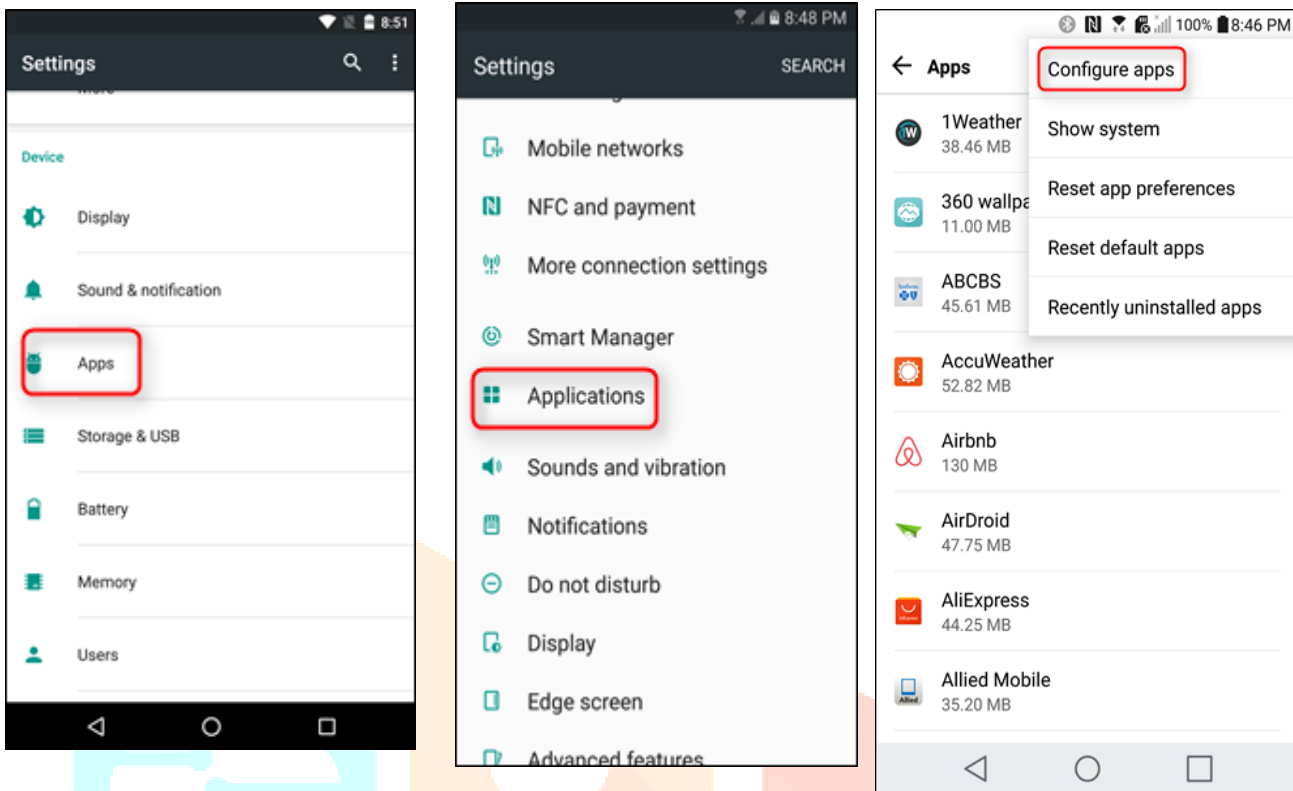 8:51
Settings
More
Device
Display
Sound & notification
Apps
Storage & USB
Battery
Memory
Users
8:48 PM
Settings
SEARCH
Mobile networks
NFC and payment
More connection settings
Smart Manager
Applications
Sounds and vibration
Notifications
Do not disturb
Display
Edge screen
Advanced features
100% 8:46 PM
Apps
Configure apps
Show system
Reset app preferences
Reset default apps
Recently uninstalled apps
1Weather
38.46 MB
360 wallpa
11.00 MB
ABCBS
45.61 MB
AccuWeather
52.82 MB
Airbnb
130 MB
AirDroid
47.75 MB
AliExpress
44.25 MB
Allied Mobile
Allied
35.20 MB